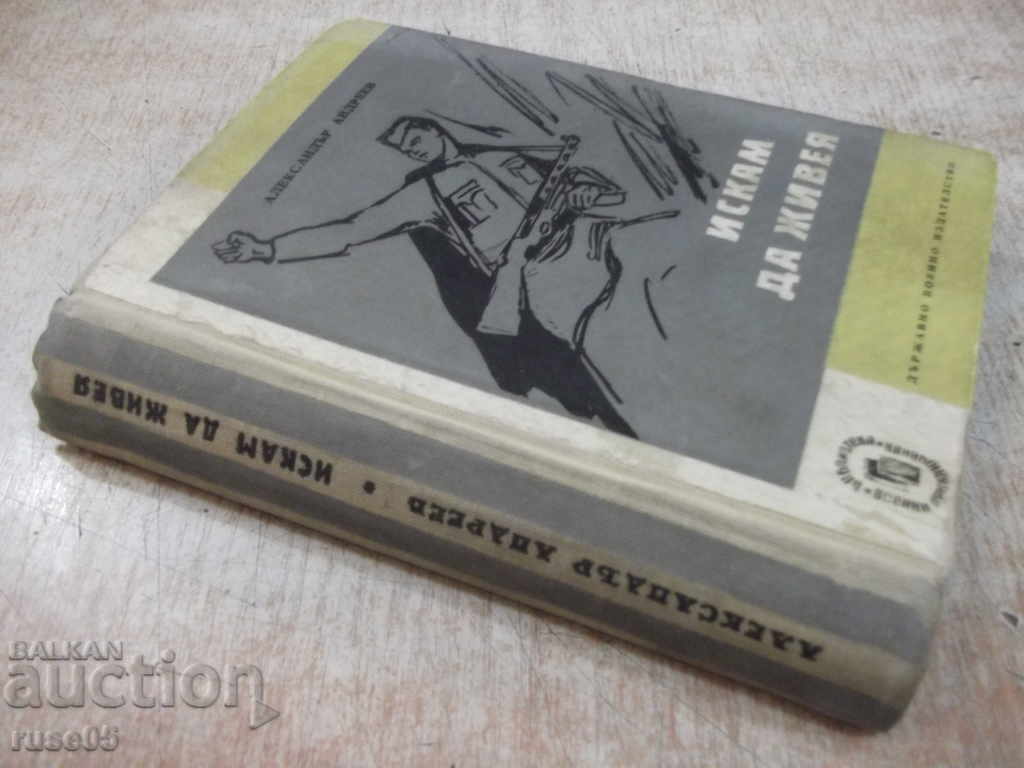 АЛЕКСАНДЪР АНДРЕЕВ
ИСКАМ
ДА ЖИВЕЯ
ДЪРЖАВНО ВОЕННО ИЗДАТЕЛСТВО
АЛЕКСАНДЪР АНДРЕЕВ • ИСКАМ ДА ЖИВЕЯ
BALKAN
auction
ruse05